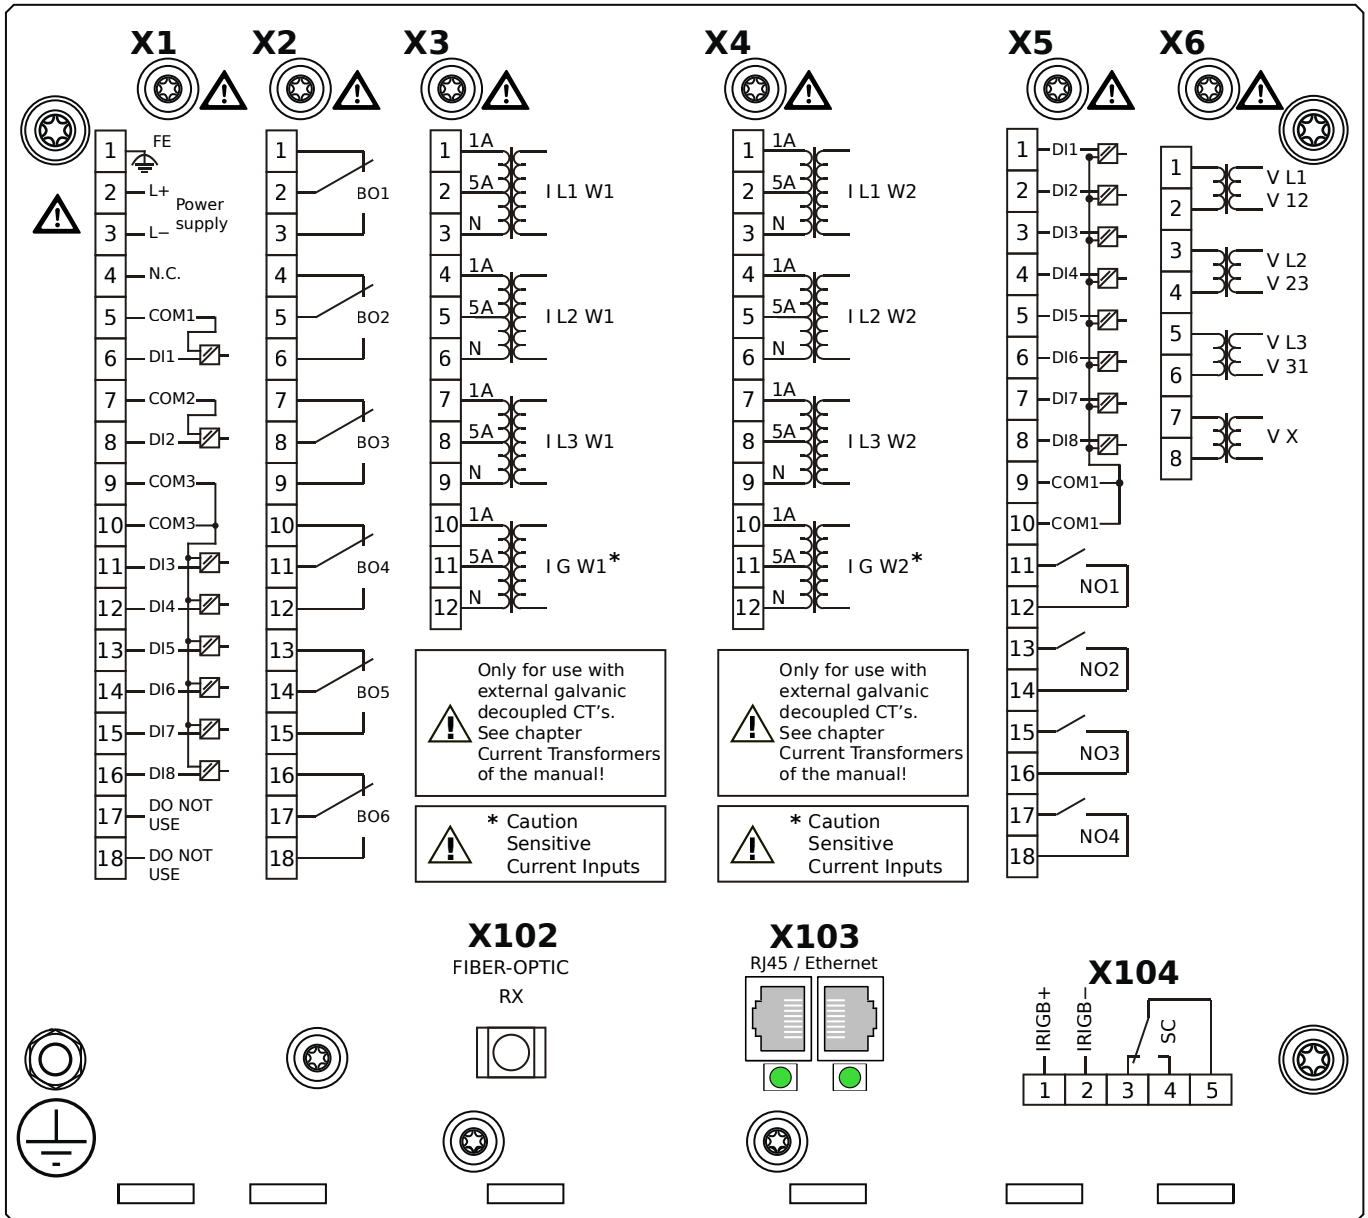 X1
X2
X3
X4
X5
X6
1 FE
2 L+
Power
supply
3 L−
4 N.C.
5 COM1
6 DI1
7 COM2
8 DI2
9 COM3
10 COM3
11 DI3
12 DI4
13 DI5
14 DI6
15 DI7
16 DI8
17 DO NOT
USE
18 DO NOT
USE
1
2 BO1
3
4
5 BO2
6
7
8 BO3
9
10
11 BO4
12
13
14 BO5
15
16
17 BO6
18
1 1A
2 5A I L1 W1
3 N
4 1A
5 5A I L2 W1
6 N
7 1A
8 5A I L3 W1
9 N
10 1A
11 5A I G W1*
12 N
Only for use with
external galvanic
decoupled CT's.
See chapter
Current Transformers
of the manual!
* Caution
Sensitive
Current Inputs
1 1A
2 5A I L1 W2
3 N
4 1A
5 5A I L2 W2
6 N
7 1A
8 5A I L3 W2
9 N
10 1A
11 5A I G W2*
12 N
Only for use with
external galvanic
decoupled CT's.
See chapter
Current Transformers
of the manual!
* Caution
Sensitive
Current Inputs
1 DI1
2 DI2
3 DI3
4 DI4
5 DI5
6 DI6
7 DI7
8 DI8
9 COM1
10 COM1
11
NO1
12
13
NO2
14
15
NO3
16
17
NO4
18
1
V L1
V 12
2
3
V L2
V 23
4
5
V L3
V 31
6
7
V X
8
X102
FIBER-OPTIC
RX
X103
RJ45 / Ethernet
X104
IRIGB+
IRIGB−
SC
1 2 3 4 5